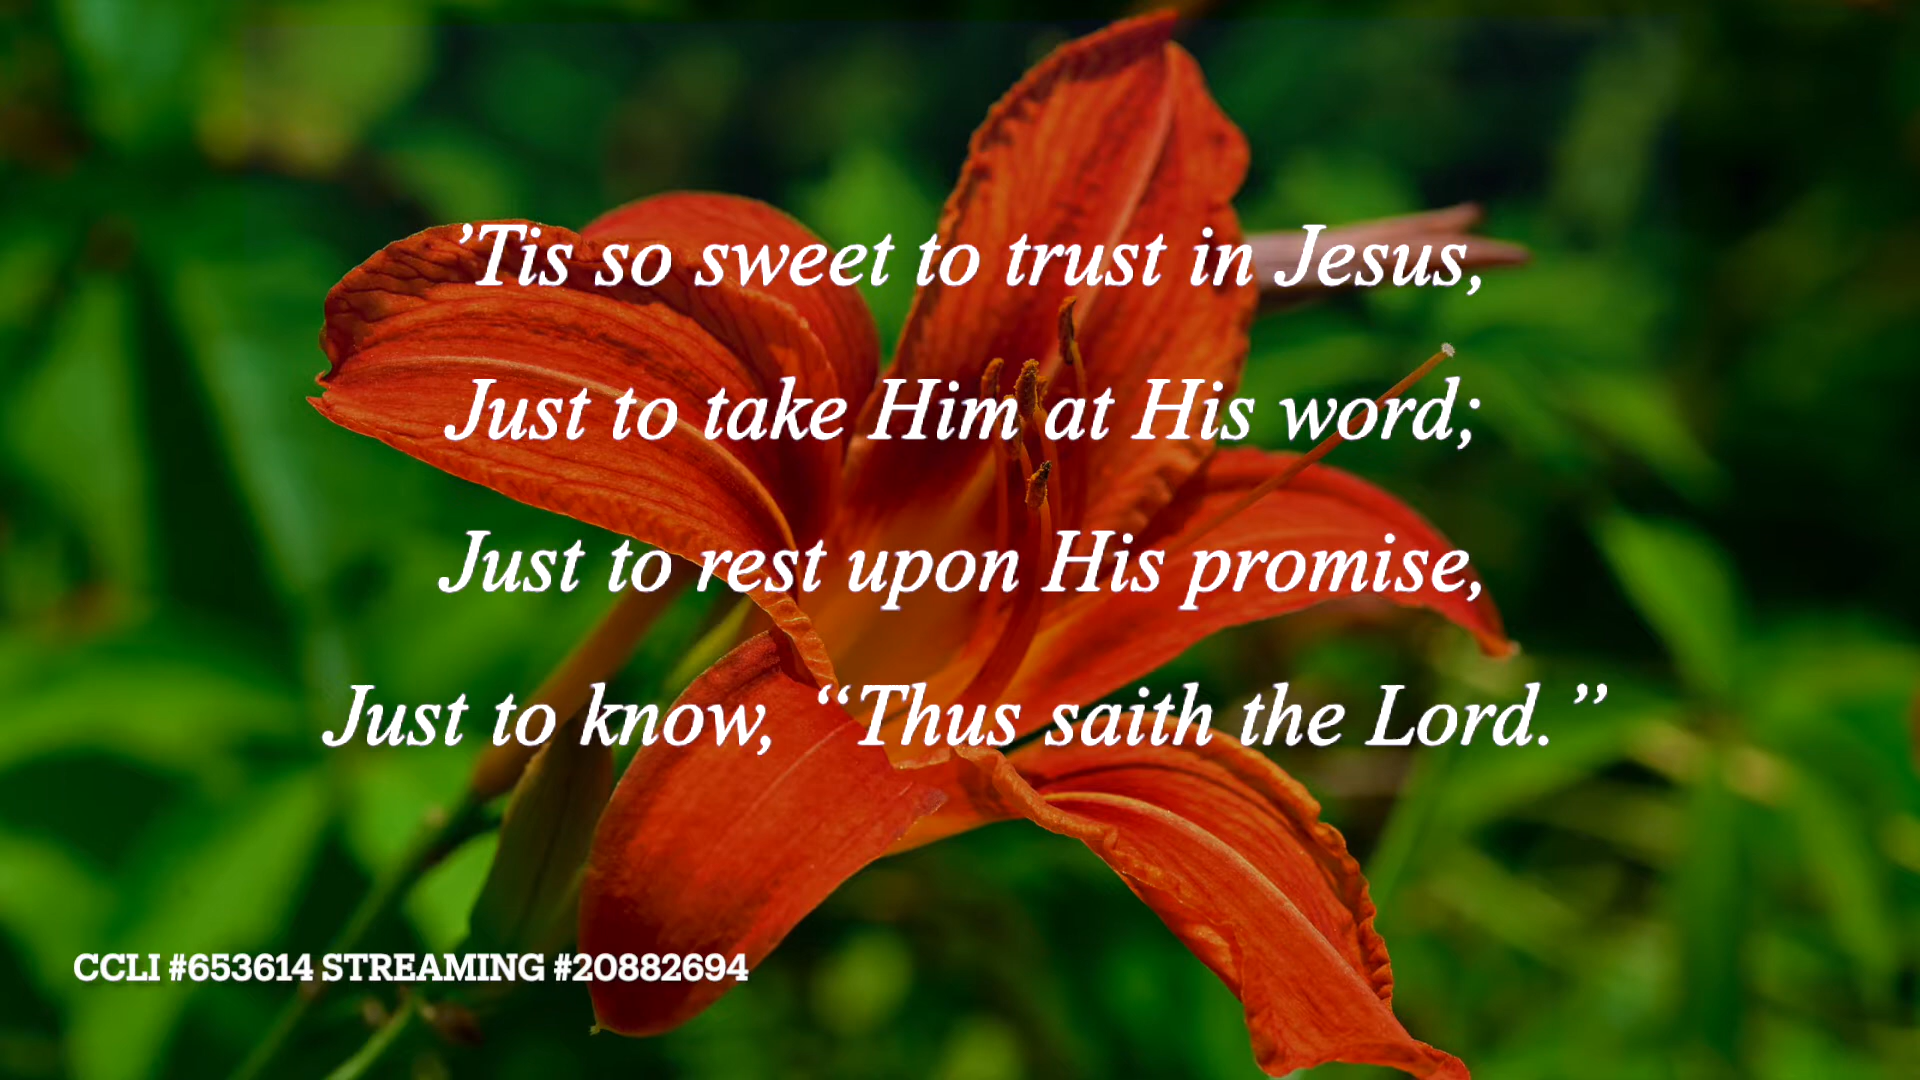 ’Tis so sweet to trust in Jesus,
Just to take Him at His word;
Just to rest upon His promise,
Just to know, “Thus saith the Lord.”
CCLI #653614 STREAMING #20882694